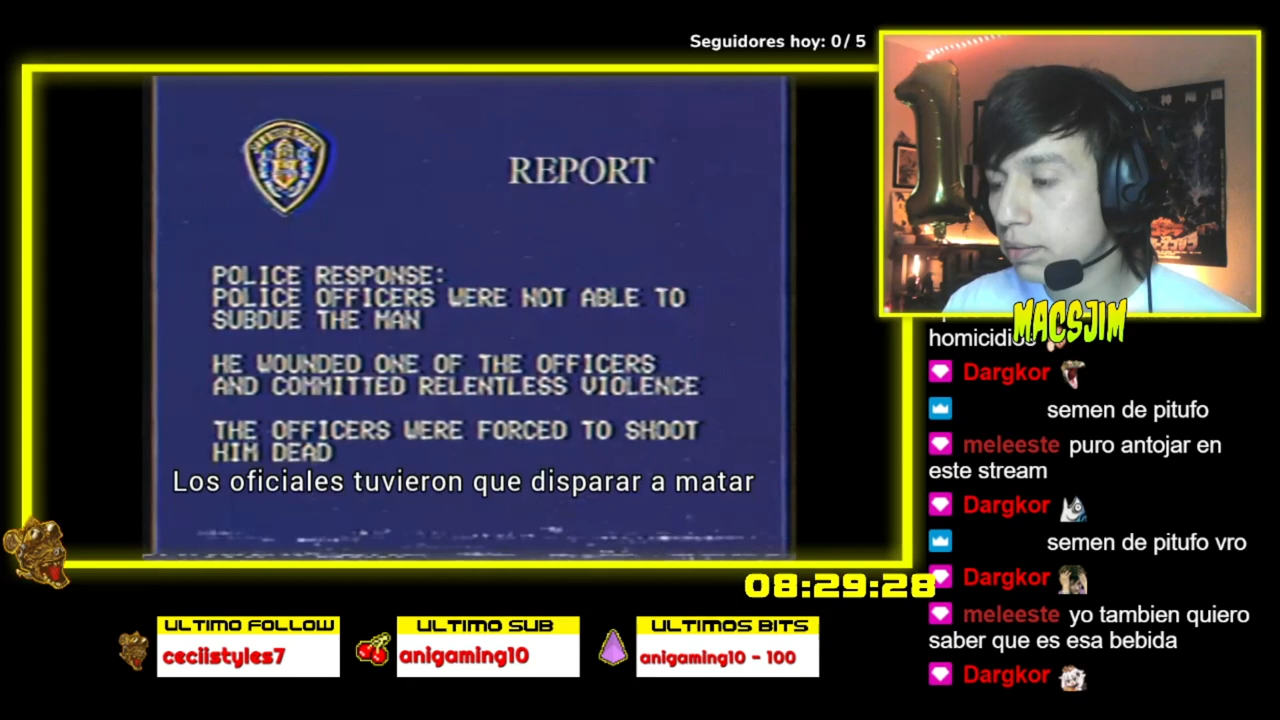 Seguidores hoy: 0/ 5
REPORT
POLICE RESPONSE:
POLICE OFFICERS WERE NOT ABLE TO
SUBDUE THE MAN
HE WOUNDED ONE OF THE OFFICERS
AND COMMITTED RELENTLESS VIOLENCE
THE OFFICERS WERE FORCED TO SHOOT
HIM DEAD
Los oficiales tuvieron que disparar a matar
MACSJIM
homicidios
Dargkor
semen de pitufo
meleeste puro antojar en
este stream
Dargkor
semen de pitufo vro
Dargkor
meleeste yo tambien quiero
saber que es esa bebida
Dargkor
08:29:28
ULTIMO FOLLOW
ceciistyles7
ULTIMO SUB
anigaming10
ULTIMOS BITS
anigaming10 - 100